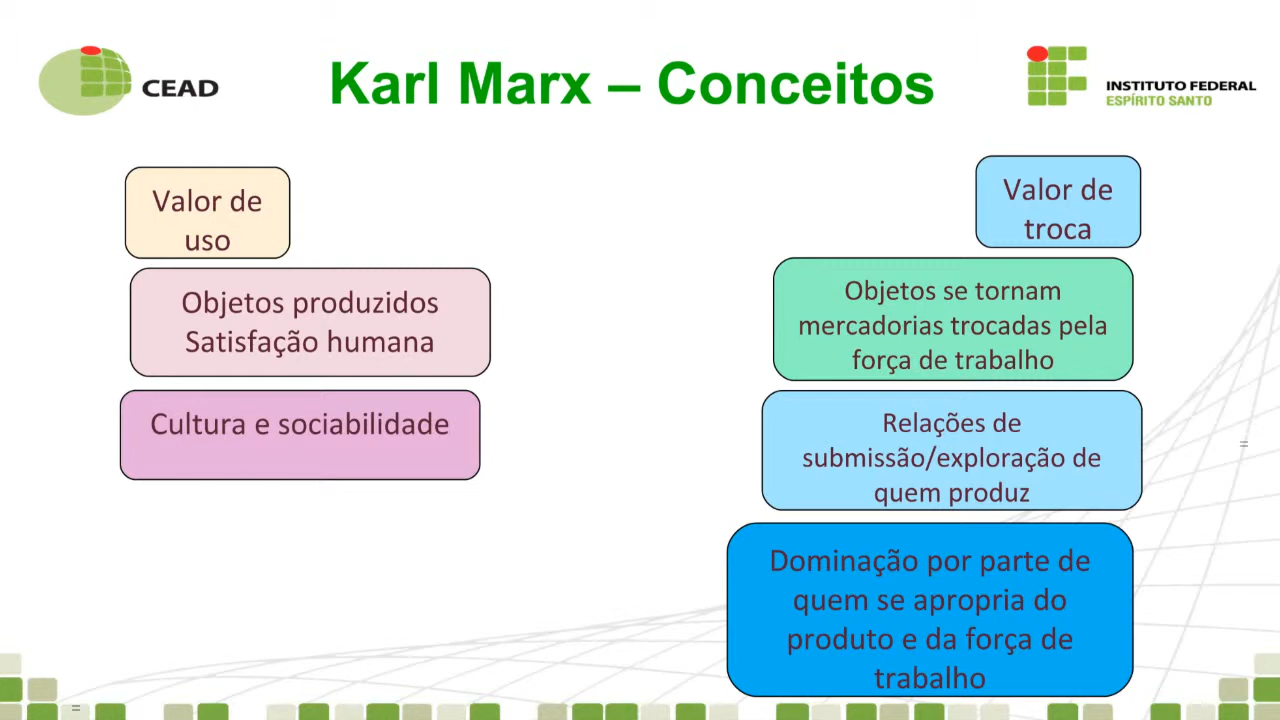 CEAD
Karl Marx – Conceitos
INSTITUTO FEDERAL
ESPÍRITO SANTO
Valor de
uso
Objetos produzidos
Satisfação humana
Cultura e sociabilidade
Valor de
troca
Objetos se tornam
mercadorias trocadas pela
força de trabalho
Relações de
submissão/exploração de
quem produz
Dominação por parte de
quem se apropria do
produto e da força de
trabalho
=
=